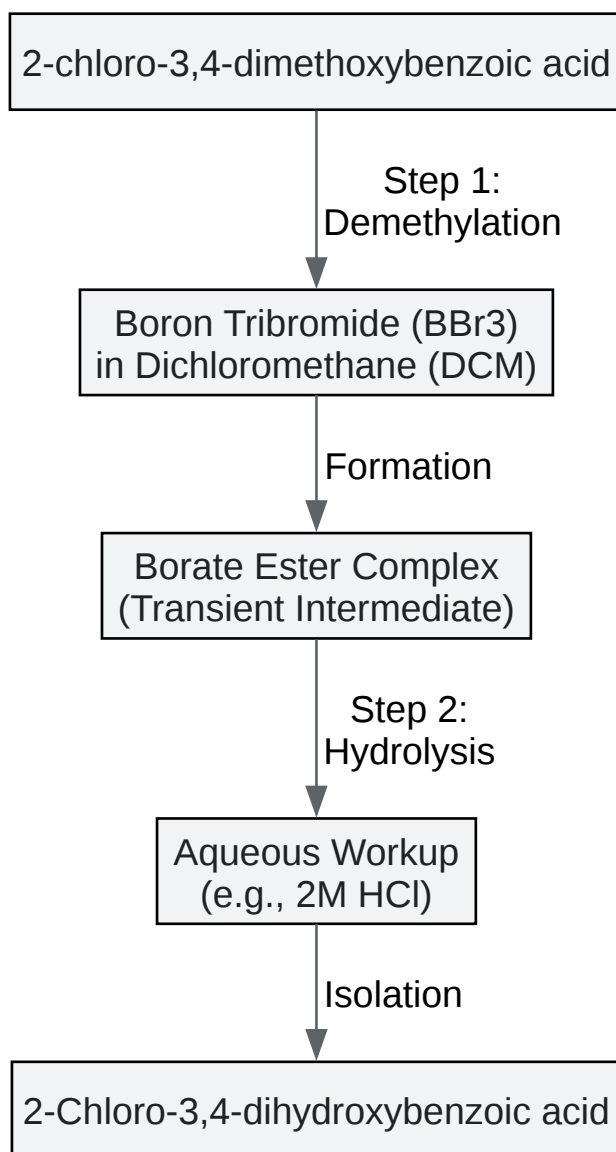 2-chloro-3,4-dimethoxybenzoic acid
Step 1:
Demethylation
Boron Tribromide (BBr3)
in Dichloromethane (DCM)
Formation
Borate Ester Complex
(Transient Intermediate)
Step 2:
Hydrolysis
Aqueous Workup
(e.g., 2M HCl)
Isolation
2-Chloro-3,4-dihydroxybenzoic acid